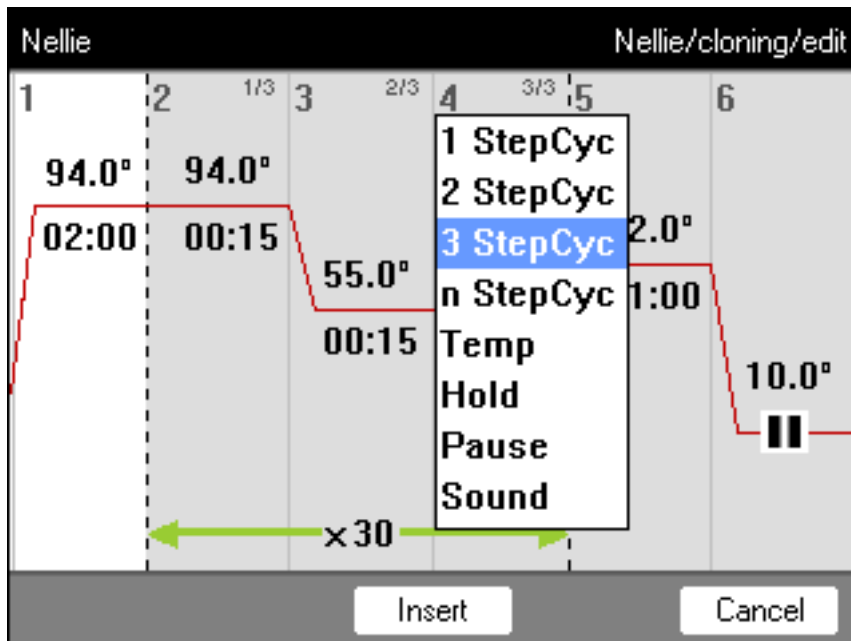 Nellie Nellie/cloning/edit
1 2 1/3 3 2/3 4 3/3 5 6
94.0° 94.0°
02:00 00:15
55.0°
00:15
1 StepCyc
2 StepCyc
3 StepCyc
n StepCyc
Temp
Hold
Pause
Sound
2.0°
1:00
10.0°
x30
Insert Cancel